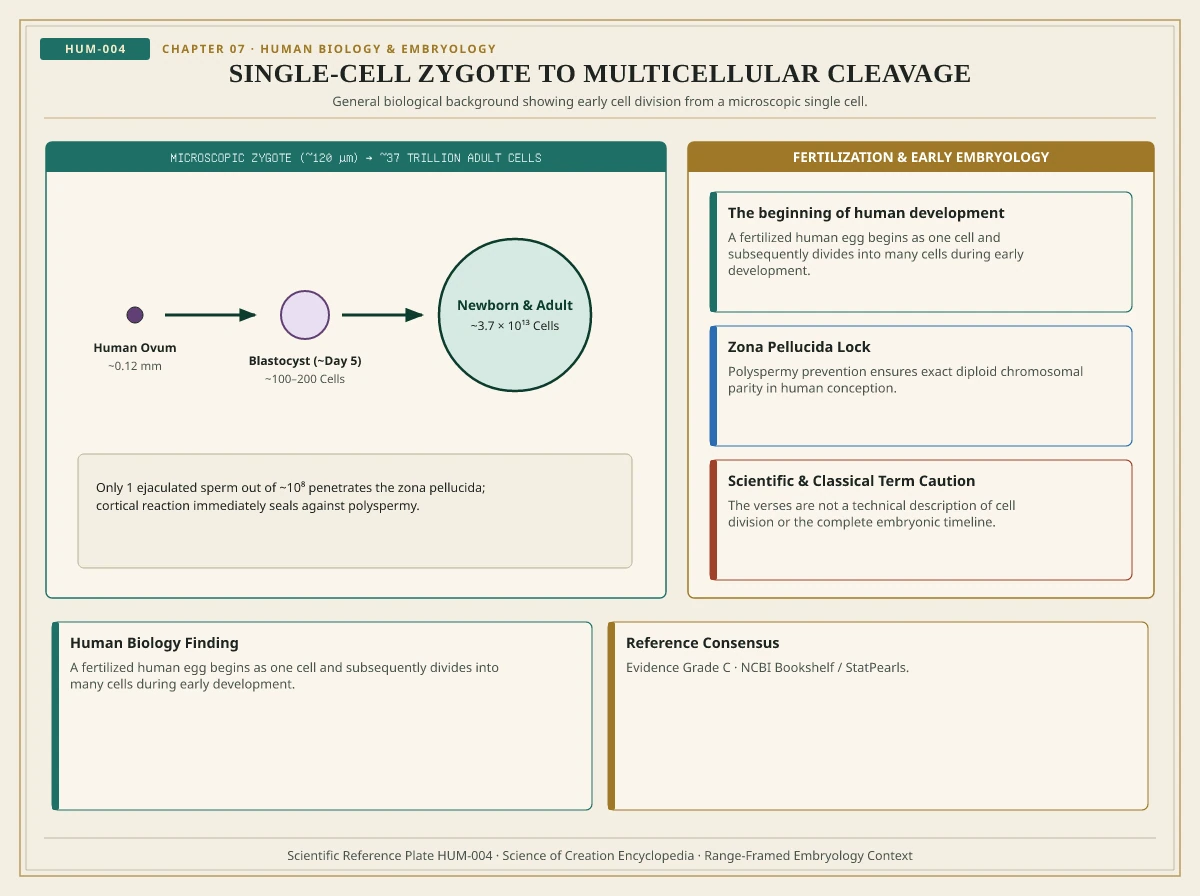 HUM-004
CHAPTER 07 · HUMAN BIOLOGY & EMBRYOLOGY
SINGLE-CELL ZYGOTE TO MULTICELLULAR CLEAVAGE
General biological background showing early cell division from a microscopic single cell.
MICROSCOPIC ZYGOTE (~120 µm) → ~37 TRILLION ADULT CELLS
Human Ovum
~0.12 mm
Blastocyst (~Day 5)
~100–200 Cells
Newborn & Adult
~3.7 × 10¹³ Cells
Only 1 ejaculated sperm out of ~10⁸ penetrates the zona pellucida;
cortical reaction immediately seals against polyspermy.
FERTILIZATION & EARLY EMBRYOLOGY
The beginning of human development
A fertilized human egg begins as one cell and
subsequently divides into many cells during early
development.
Zona Pellucida Lock
Polyspermy prevention ensures exact diploid chromosomal
parity in human conception.
Scientific & Classical Term Caution
The verses are not a technical description of cell
division or the complete embryonic timeline.
Human Biology Finding
A fertilized human egg begins as one cell and subsequently divides into
many cells during early development.
Reference Consensus
Evidence Grade C · NCBI Bookshelf / StatPearls.
Scientific Reference Plate HUM-004 · Science of Creation Encyclopedia · Range-Framed Embryology Context